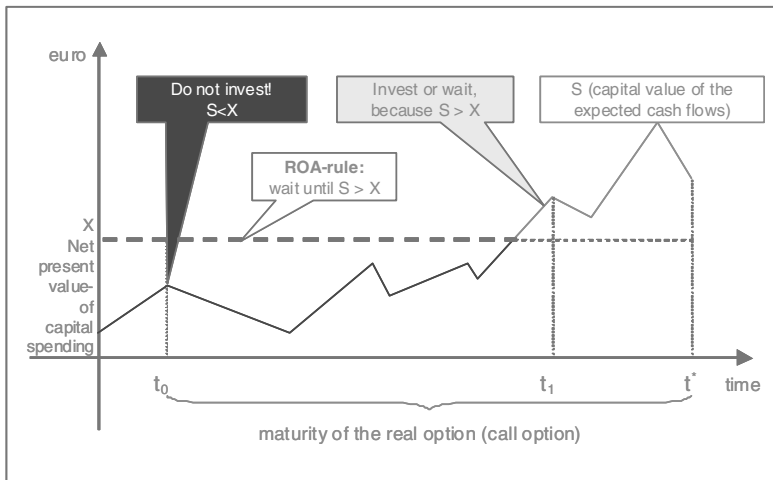 euro
Do not invest!
S<X
Invest or wait,
because S > X
S (capital value of the
expected cash flows)
ROA-rule:
wait until S > X
X
Net
present
value-
of
capital
spending
t0
t1
t*
time
maturity of the real option (call option)